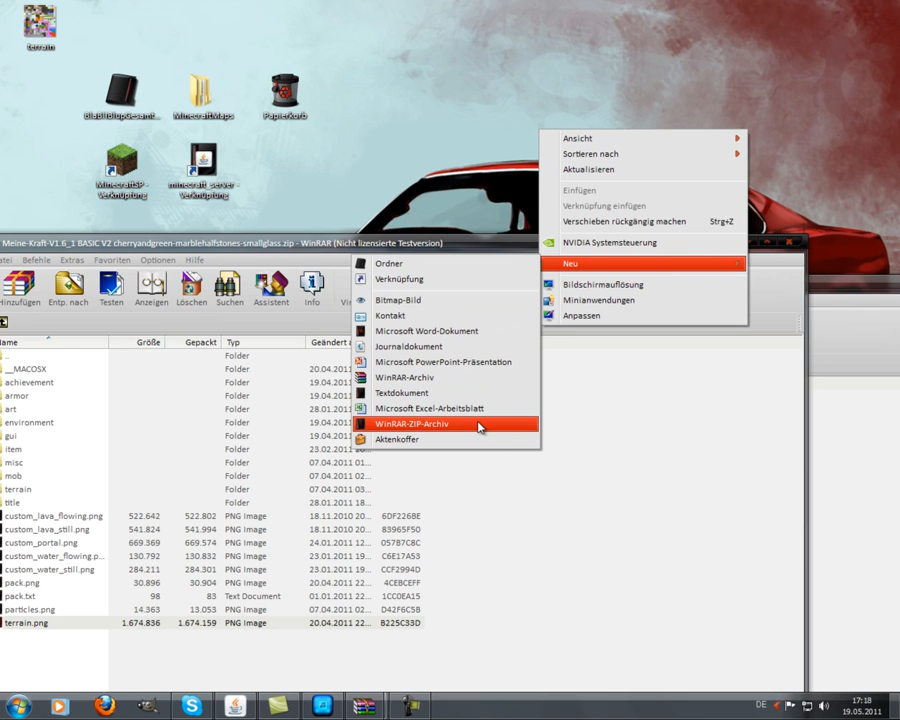 terrain
MinecraftMaps
Papierkorb
MinecraftSP -
Verknüpfung
minecraft_server -
Verknüpfung
Ansicht
Sortieren nach
Aktualisieren
Einfügen
Verknüpfung einfügen
Verschieben rückgängig machen Strg+Z
NVIDIA Systemsteuerung
Neu
Bildschirmauflösung
Minianwendungen
Anpassen
Meine-Kraft-V1.6_1 BASIC V2 cherryandgreen-marblehalfstones-smallglass.zip - WinRAR (Nicht lizensierte Testversion)
atei Befehle Extras Favoriten Optionen Hilfe
Hinzufügen Entp. nach Testen Anzeigen Löschen Suchen Assistent Info
Ordner
Verknüpfung
Bitmap-Bild
Kontakt
Microsoft Word-Dokument
Journaldokument
Microsoft PowerPoint-Präsentation
WinRAR-Archiv
Textdokument
Microsoft Excel-Arbeitsblatt
WinRAR-ZIP-Archiv
Aktenkoffer
Name Größe Gepackt Typ Geändert a
.. Folder
__MACOSX Folder 20.04.2011 22...
achievement Folder 19.04.2011
armor Folder 19.04.2011
art Folder 28.01.2011
environment Folder 19.04.2011
gui Folder
item Folder 23.02.2011
misc Folder 07.04.2011 01...
mob Folder 07.04.2011 02...
terrain Folder 07.04.2011 03...
title Folder 28.01.2011 18...
custom_lava_flowing.png 522.642 522.802 PNG Image 18.11.2010 20... 6DF226BE
custom_lava_still.png 541.824 541.994 PNG Image 18.11.2010 20... 83965F50
custom_portal.png 669.369 669.574 PNG Image 24.01.2011 12... 057B7C8C
custom_water_flowing.p... 130.792 130.832 PNG Image 23.01.2011 19... C6E17A53
custom_water_still.png 284.211 284.301 PNG Image 23.01.2011 19... CCF2994D
pack.png 30.896 30.904 PNG Image 20.04.2011 22... 4CEBCEFF
pack.txt 98 83 Text Document 01.01.2011 22... 1CC0EA15
particles.png 14.363 13.053 PNG Image 07.04.2011 02... D42F6C5B
terrain.png 1.674.836 1.674.159 PNG Image 20.04.2011 22... B225C33D
DE 17:18
19.05.2011